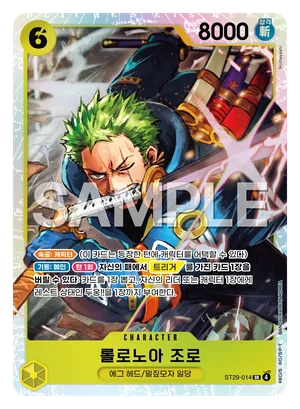 6
8000
참격
斬
SAMPLE
속공: 캐릭터 (이 카드는 등장한 턴에 캐릭터를 어택할 수 있다)
기동: 메인 턴 1회 자신의 패에서 트리거 를 가진 카드 1장을
버릴 수 있다: 카드를 1장 뽑고, 자신의 리더 또는 캐릭터 1장에게
레스트 상태인 두웅!!을 1장까지 부여한다.
CHARACTER
롤로노아 조로
ST29-014
에그 헤드/밀짚모자 일당